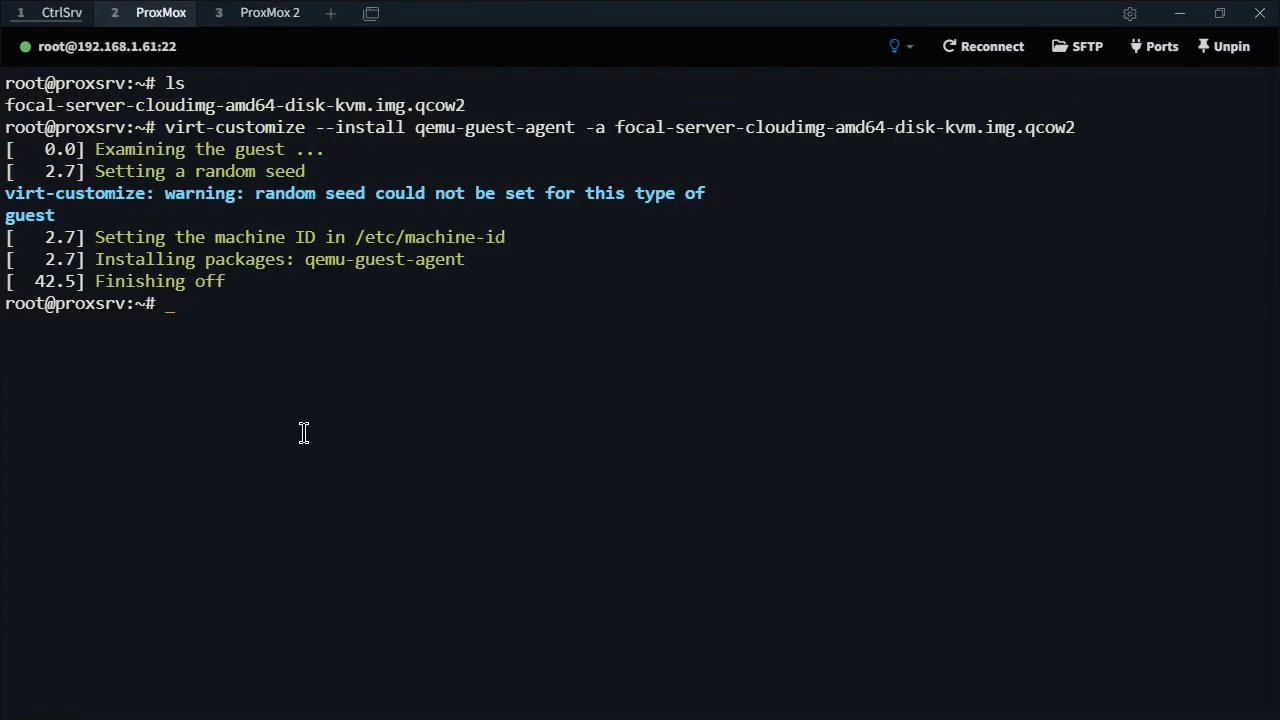 1 CtrlSrv 2 ProxMox 3 ProxMox 2 +
root@192.168.1.61:22 Reconnect SFTP Ports Unpin
root@proxsrv:~# ls
focal-server-cloudimg-amd64-disk-kvm.img.qcow2
root@proxsrv:~# virt-customize --install qemu-guest-agent -a focal-server-cloudimg-amd64-disk-kvm.img.qcow2
[   0.0] Examining the guest ...
[   2.7] Setting a random seed
virt-customize: warning: random seed could not be set for this type of
guest
[   2.7] Setting the machine ID in /etc/machine-id
[   2.7] Installing packages: qemu-guest-agent
[  42.5] Finishing off
root@proxsrv:~# _